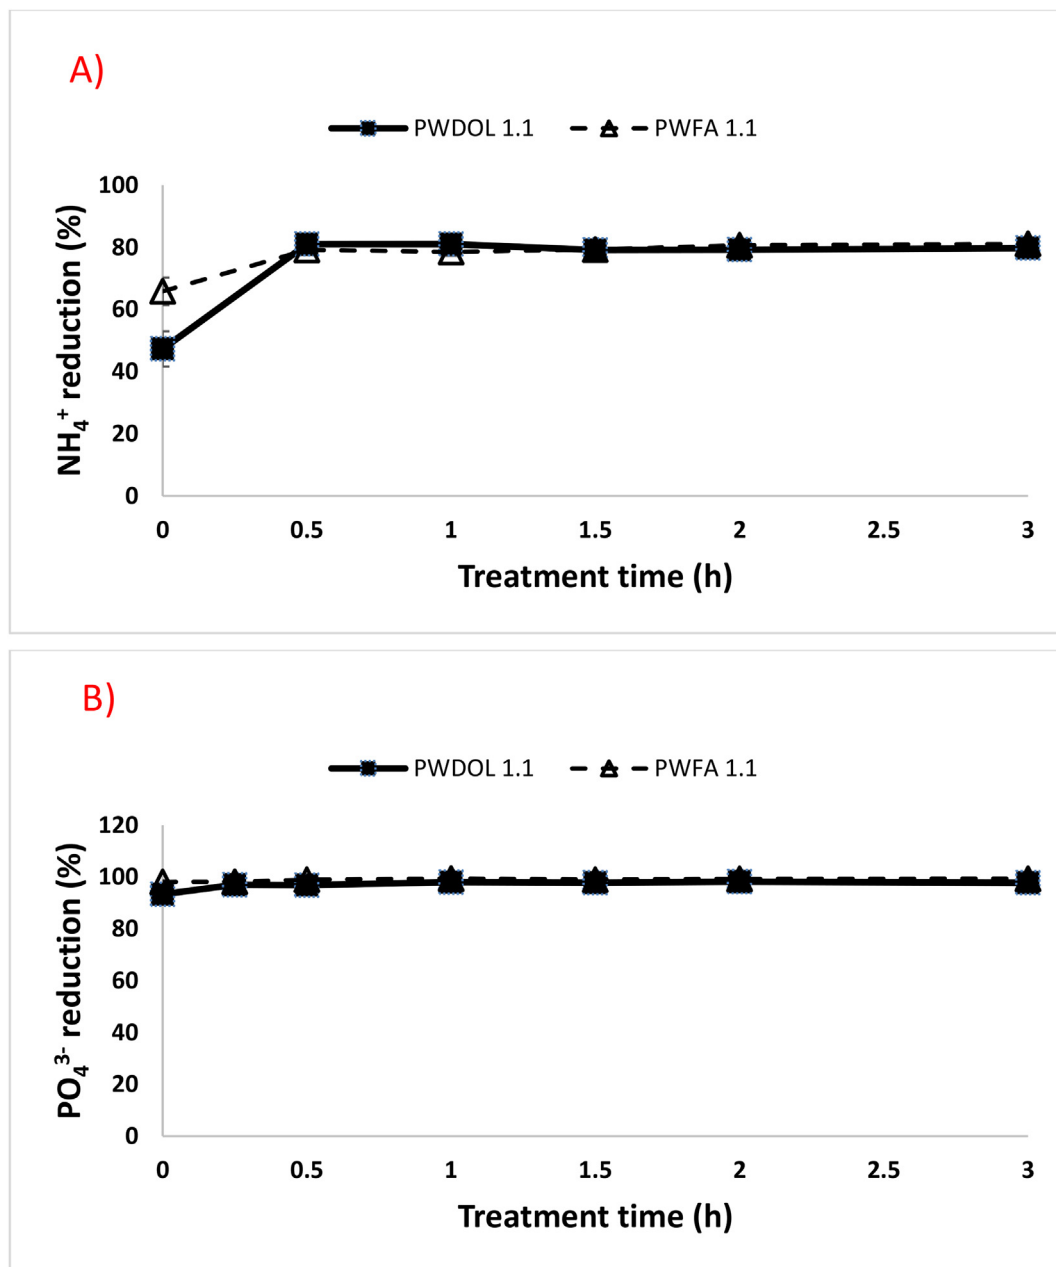 A)
PWDOL 1.1 PWFA 1.1
NH₄⁺ reduction (%)
100
80
60
40
20
0
0 0.5 1 1.5 2 2.5 3
Treatment time (h)
B)
PWDOL 1.1 PWFA 1.1
PO₄³⁻ reduction (%)
120
100
80
60
40
20
0
0 0.5 1 1.5 2 2.5 3
Treatment time (h)